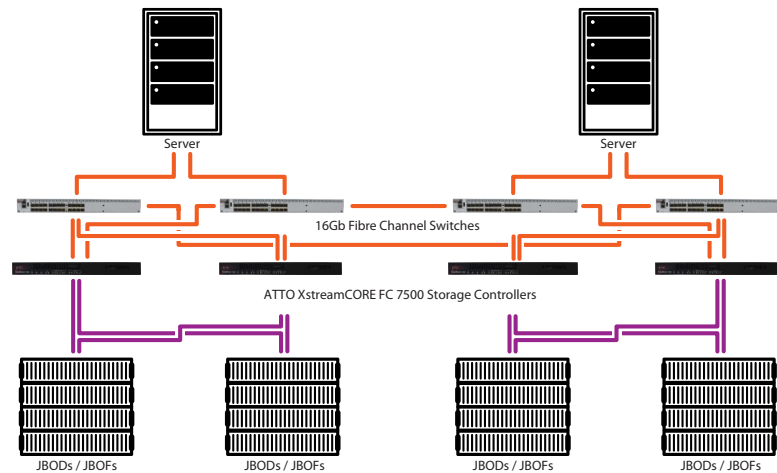 Server
Server
16Gb Fibre Channel Switches
ATTO XstreamCORE FC 7500 Storage Controllers
JBODs / JBOFs
JBODs / JBOFs
JBODs / JBOFs
JBODs / JBOFs